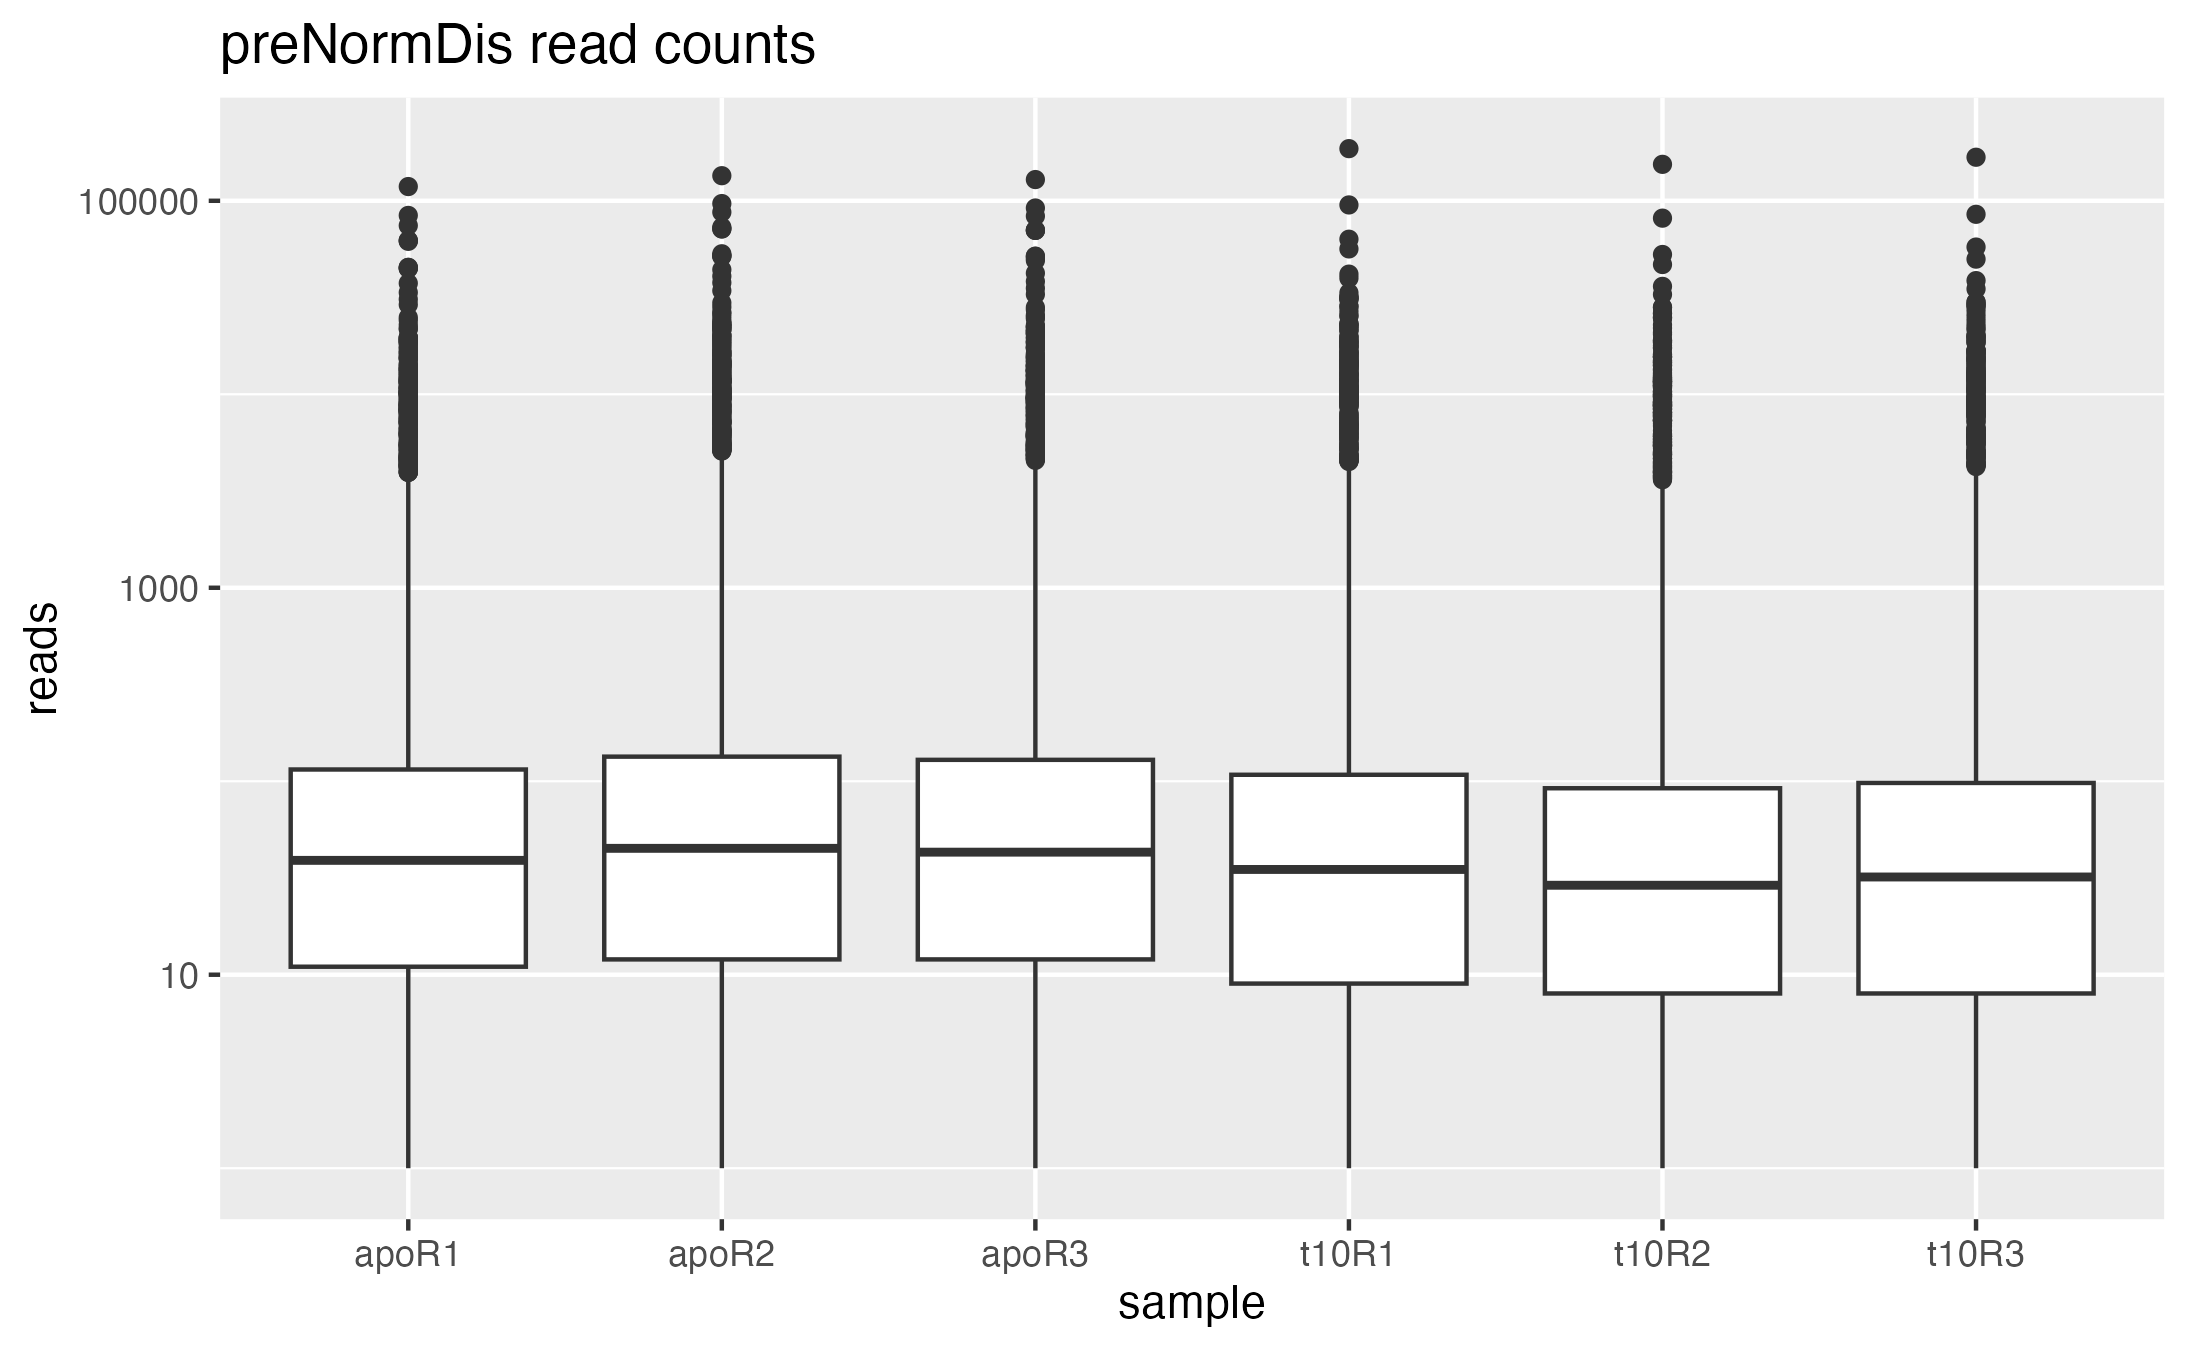 preNormDis read counts
100000
1000
10
reads
apoR1 apoR2 apoR3 t10R1 t10R2 t10R3
sample